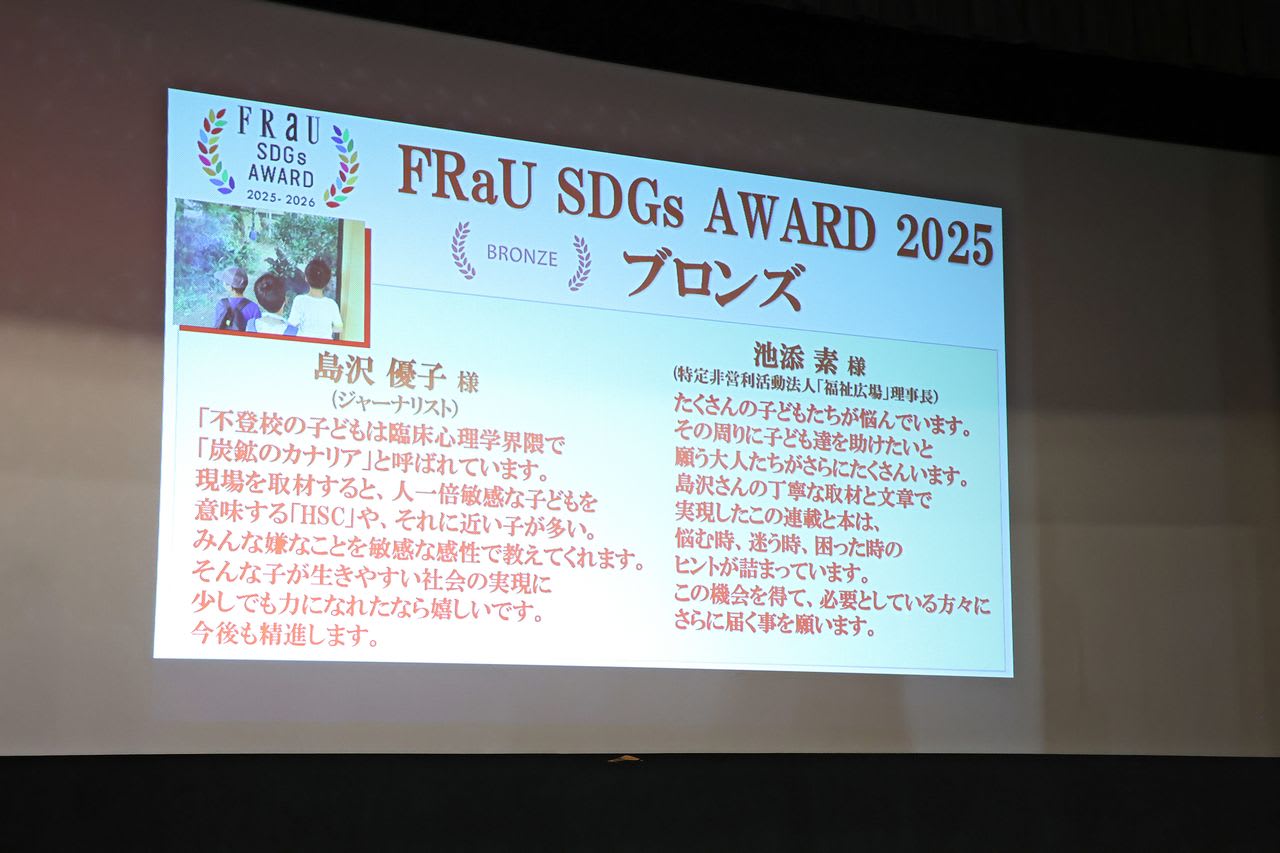 FRaU
SDGs
AWARD
2025-2026
FRaU SDGs AWARD 2025
BRONZE
ブロンズ
島沢 優子 様
(ジャーナリスト)
「不登校の子どもは臨床心理学界隈で
「炭鉱のカナリア」と呼ばれています。
現場を取材すると、人一倍敏感な子どもを
意味する「HSC」や、それに近い子が多い。
みんな嫌なことを敏感な感性で教えてくれます。
そんな子が生きやすい社会の実現に
少しでも力になれたなら嬉しいです。
今後も精進します。
池添 素 様
(特定非営利活動法人「福祉広場」理事長)
たくさんの子どもたちが悩んでいます。
その周りに子ども達を助けたいと
願う大人たちがさらにたくさんいます。
島沢さんの丁寧な取材と文章で
実現したこの連載と本は、
悩む時、迷う時、困った時の
ヒントが詰まっています。
この機会を得て、必要としている方々に
さらに届く事を願います。